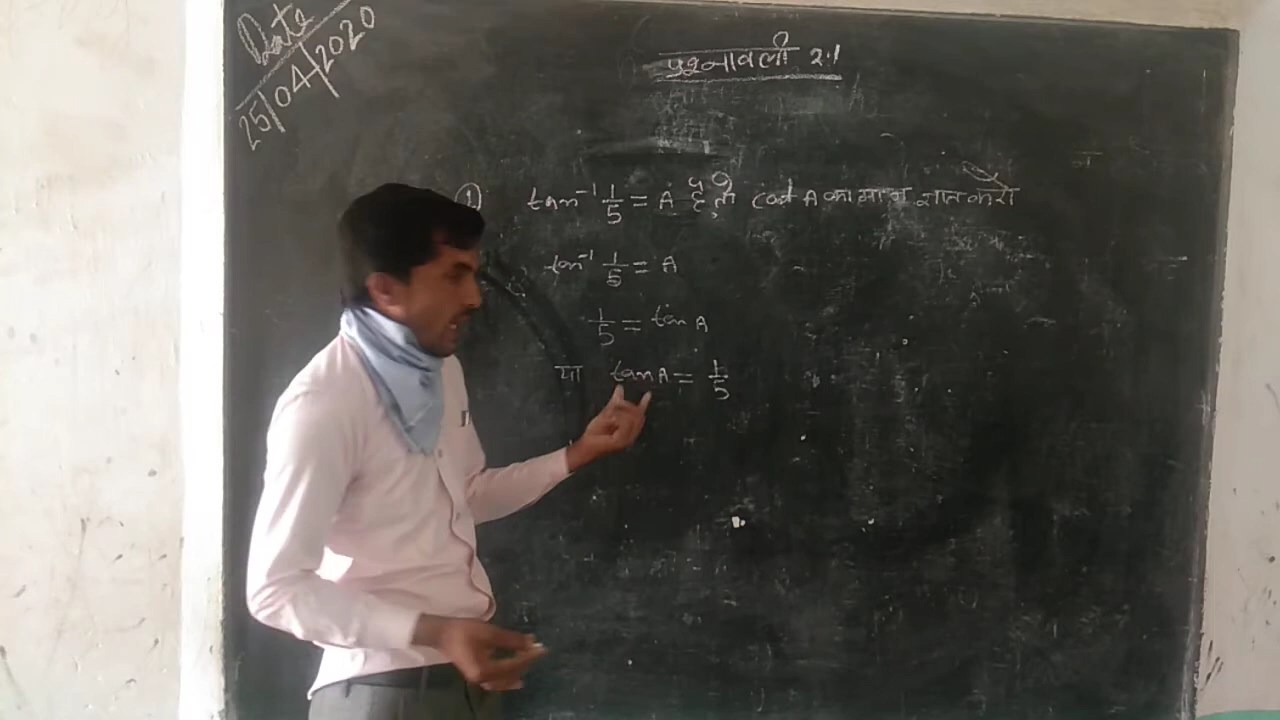 Date
25/04/2020
प्रश्नावली 2.1
① tan⁻¹ 1/5 = A है तो cot A का मान ज्ञात करो
tan⁻¹ 1/5 = A
1/5 = tan A
या tan A = 1/5